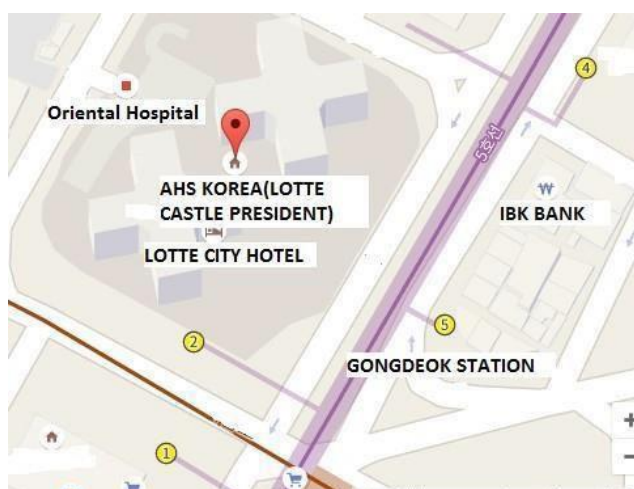 4
Oriental Hospital
5호선
AHS KOREA(LOTTE
CASTLE PRESIDENT)
₩
IBK BANK
LOTTE CITY HOTEL
5
2
GONGDEOK STATION
+
1
−